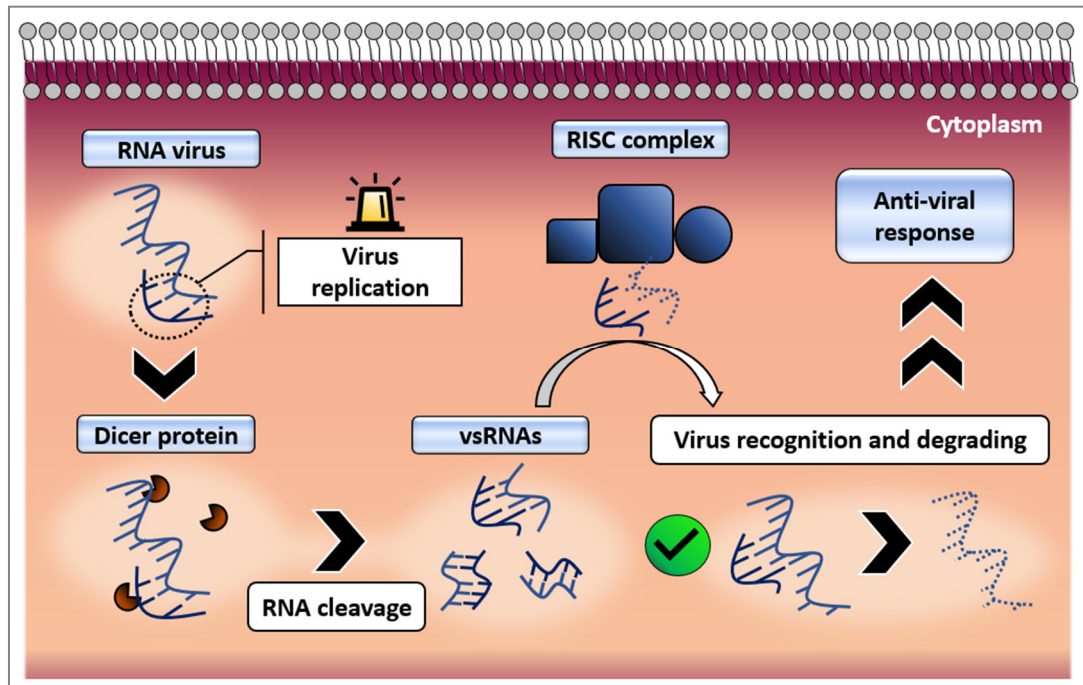 Cytoplasm
RNA virus
Virus
replication
RISC complex
Anti-viral
response
Dicer protein
vsRNAs
Virus recognition and degrading
RNA cleavage